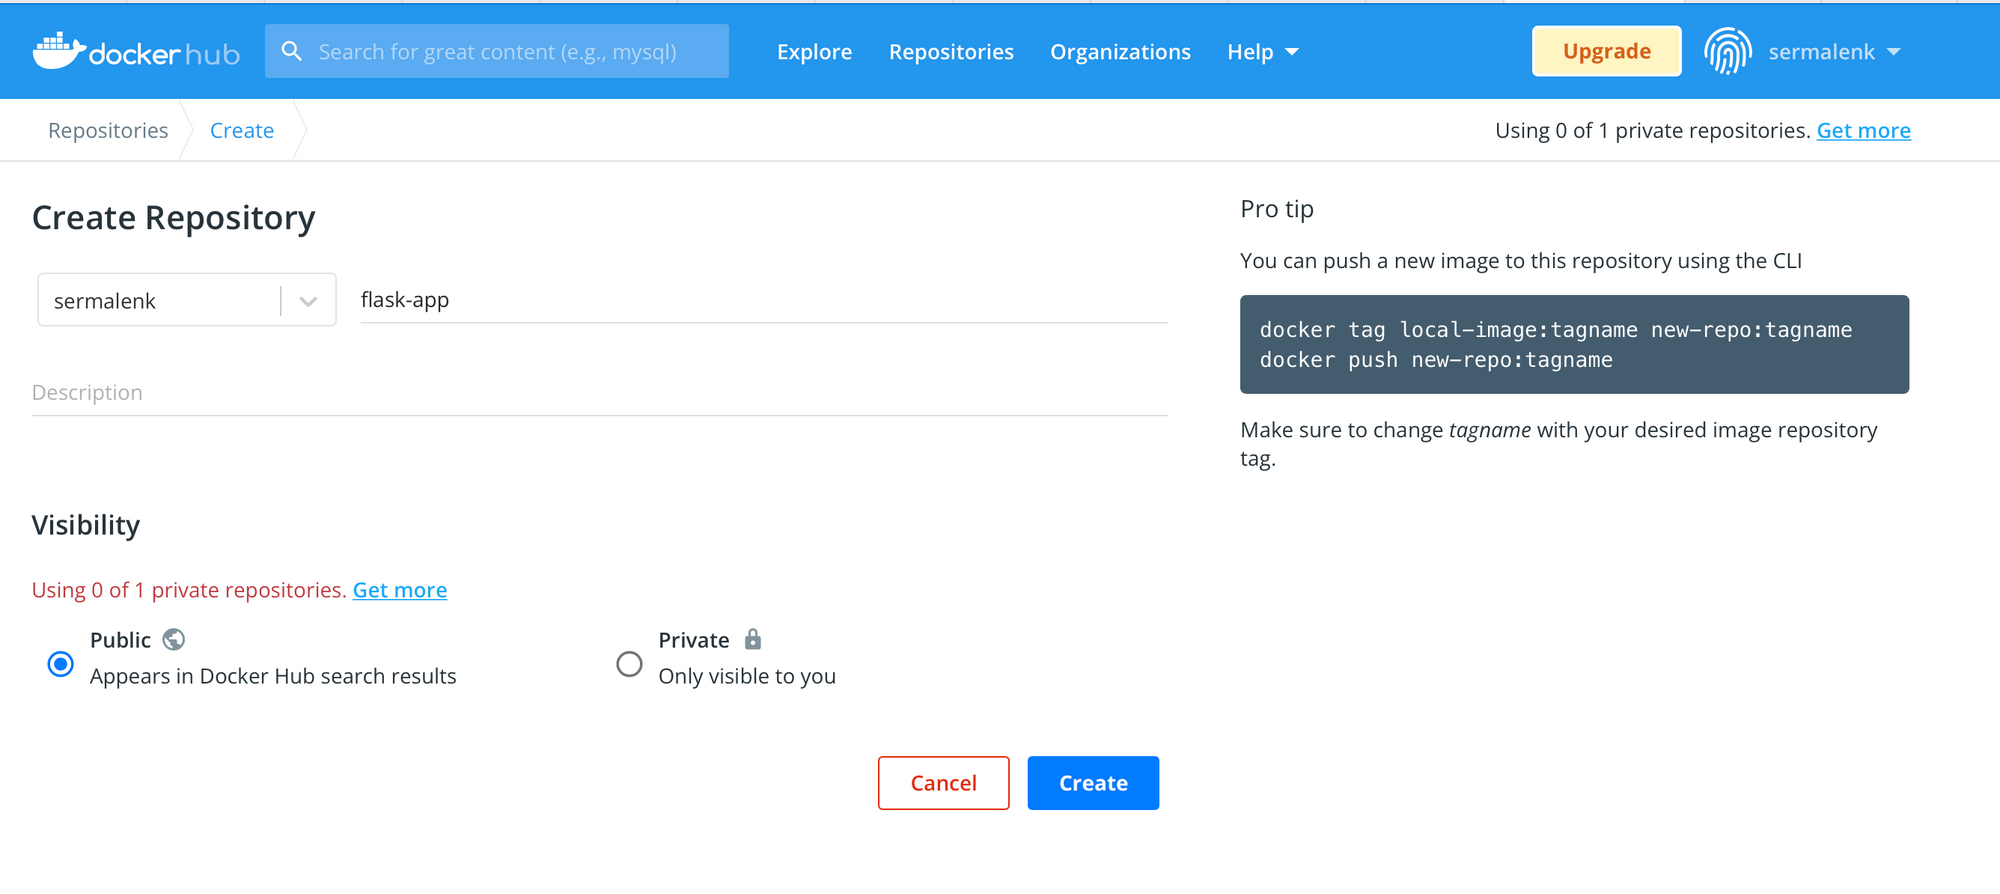 dockerhub
Search for great content (e.g., mysql)
Explore
Repositories
Organizations
Help
Upgrade
sermalenk
Repositories
Create
Using 0 of 1 private repositories. Get more
Create Repository
sermalenk
flask-app
Description
Visibility
Using 0 of 1 private repositories. Get more
Public
Appears in Docker Hub search results
Private
Only visible to you
Cancel
Create
Pro tip
You can push a new image to this repository using the CLI
docker tag local-image:tagname new-repo:tagname
docker push new-repo:tagname
Make sure to change tagname with your desired image repository
tag.